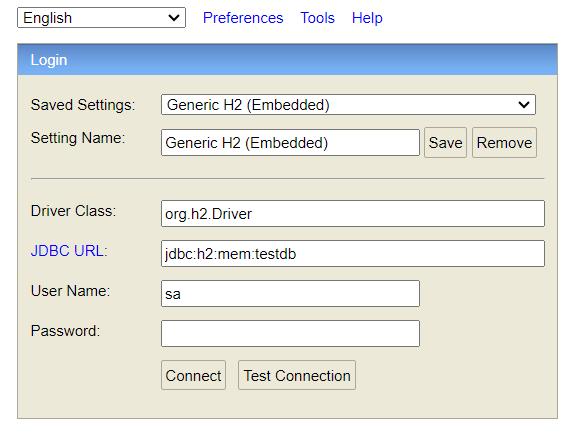 English Preferences Tools Help
Login
Saved Settings: Generic H2 (Embedded)
Setting Name: Generic H2 (Embedded) Save Remove
Driver Class: org.h2.Driver
JDBC URL: jdbc:h2:mem:testdb
User Name: sa
Password:
Connect Test Connection